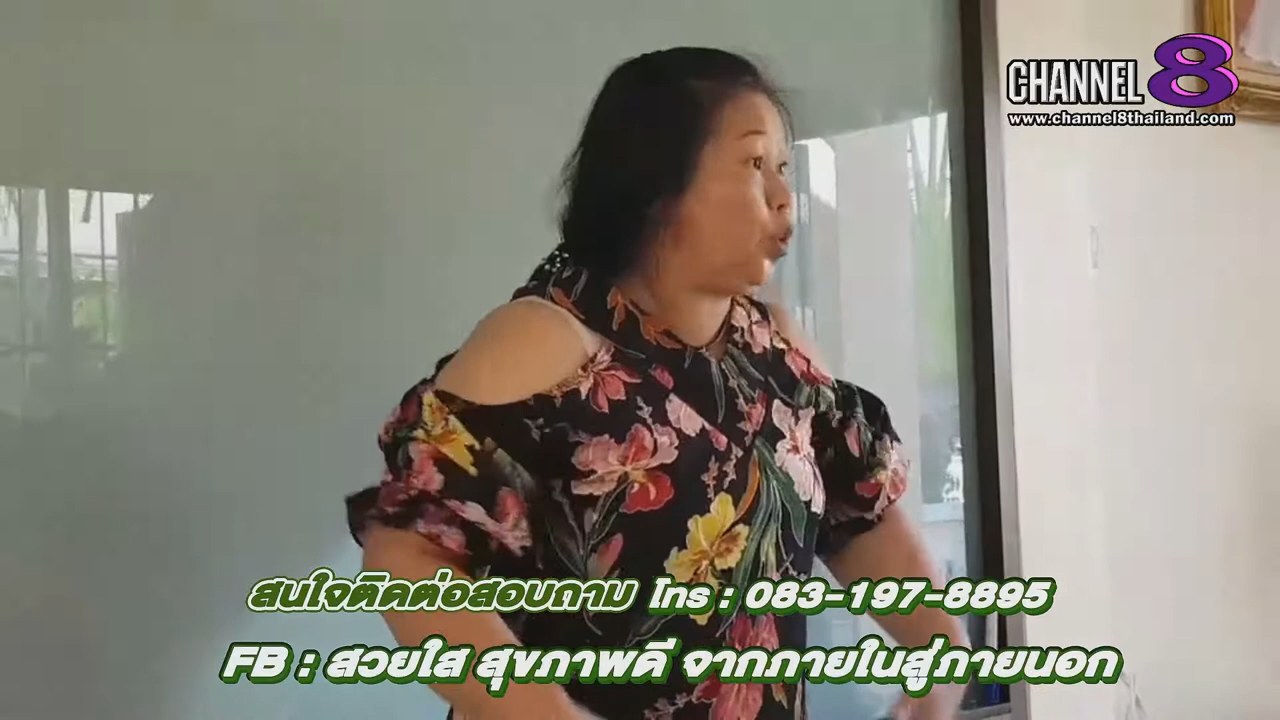 CHANNEL 8
www.channel8thailand.com
สนใจติดต่อสอบถาม โทร : 083-197-8895
FB : สวยใส สุขภาพดี จากภายในสู่ภายนอก